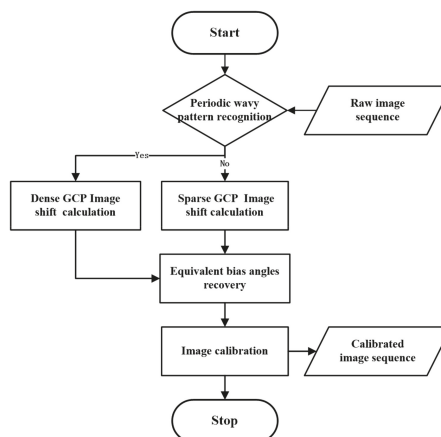 Start
Periodic wavy
pattern recognition
Raw image
sequence
Yes
No
Dense GCP Image
shift calculation
Sparse GCP Image
shift calculation
Equivalent bias angles
recovery
Image calibration
Calibrated
image sequence
Stop